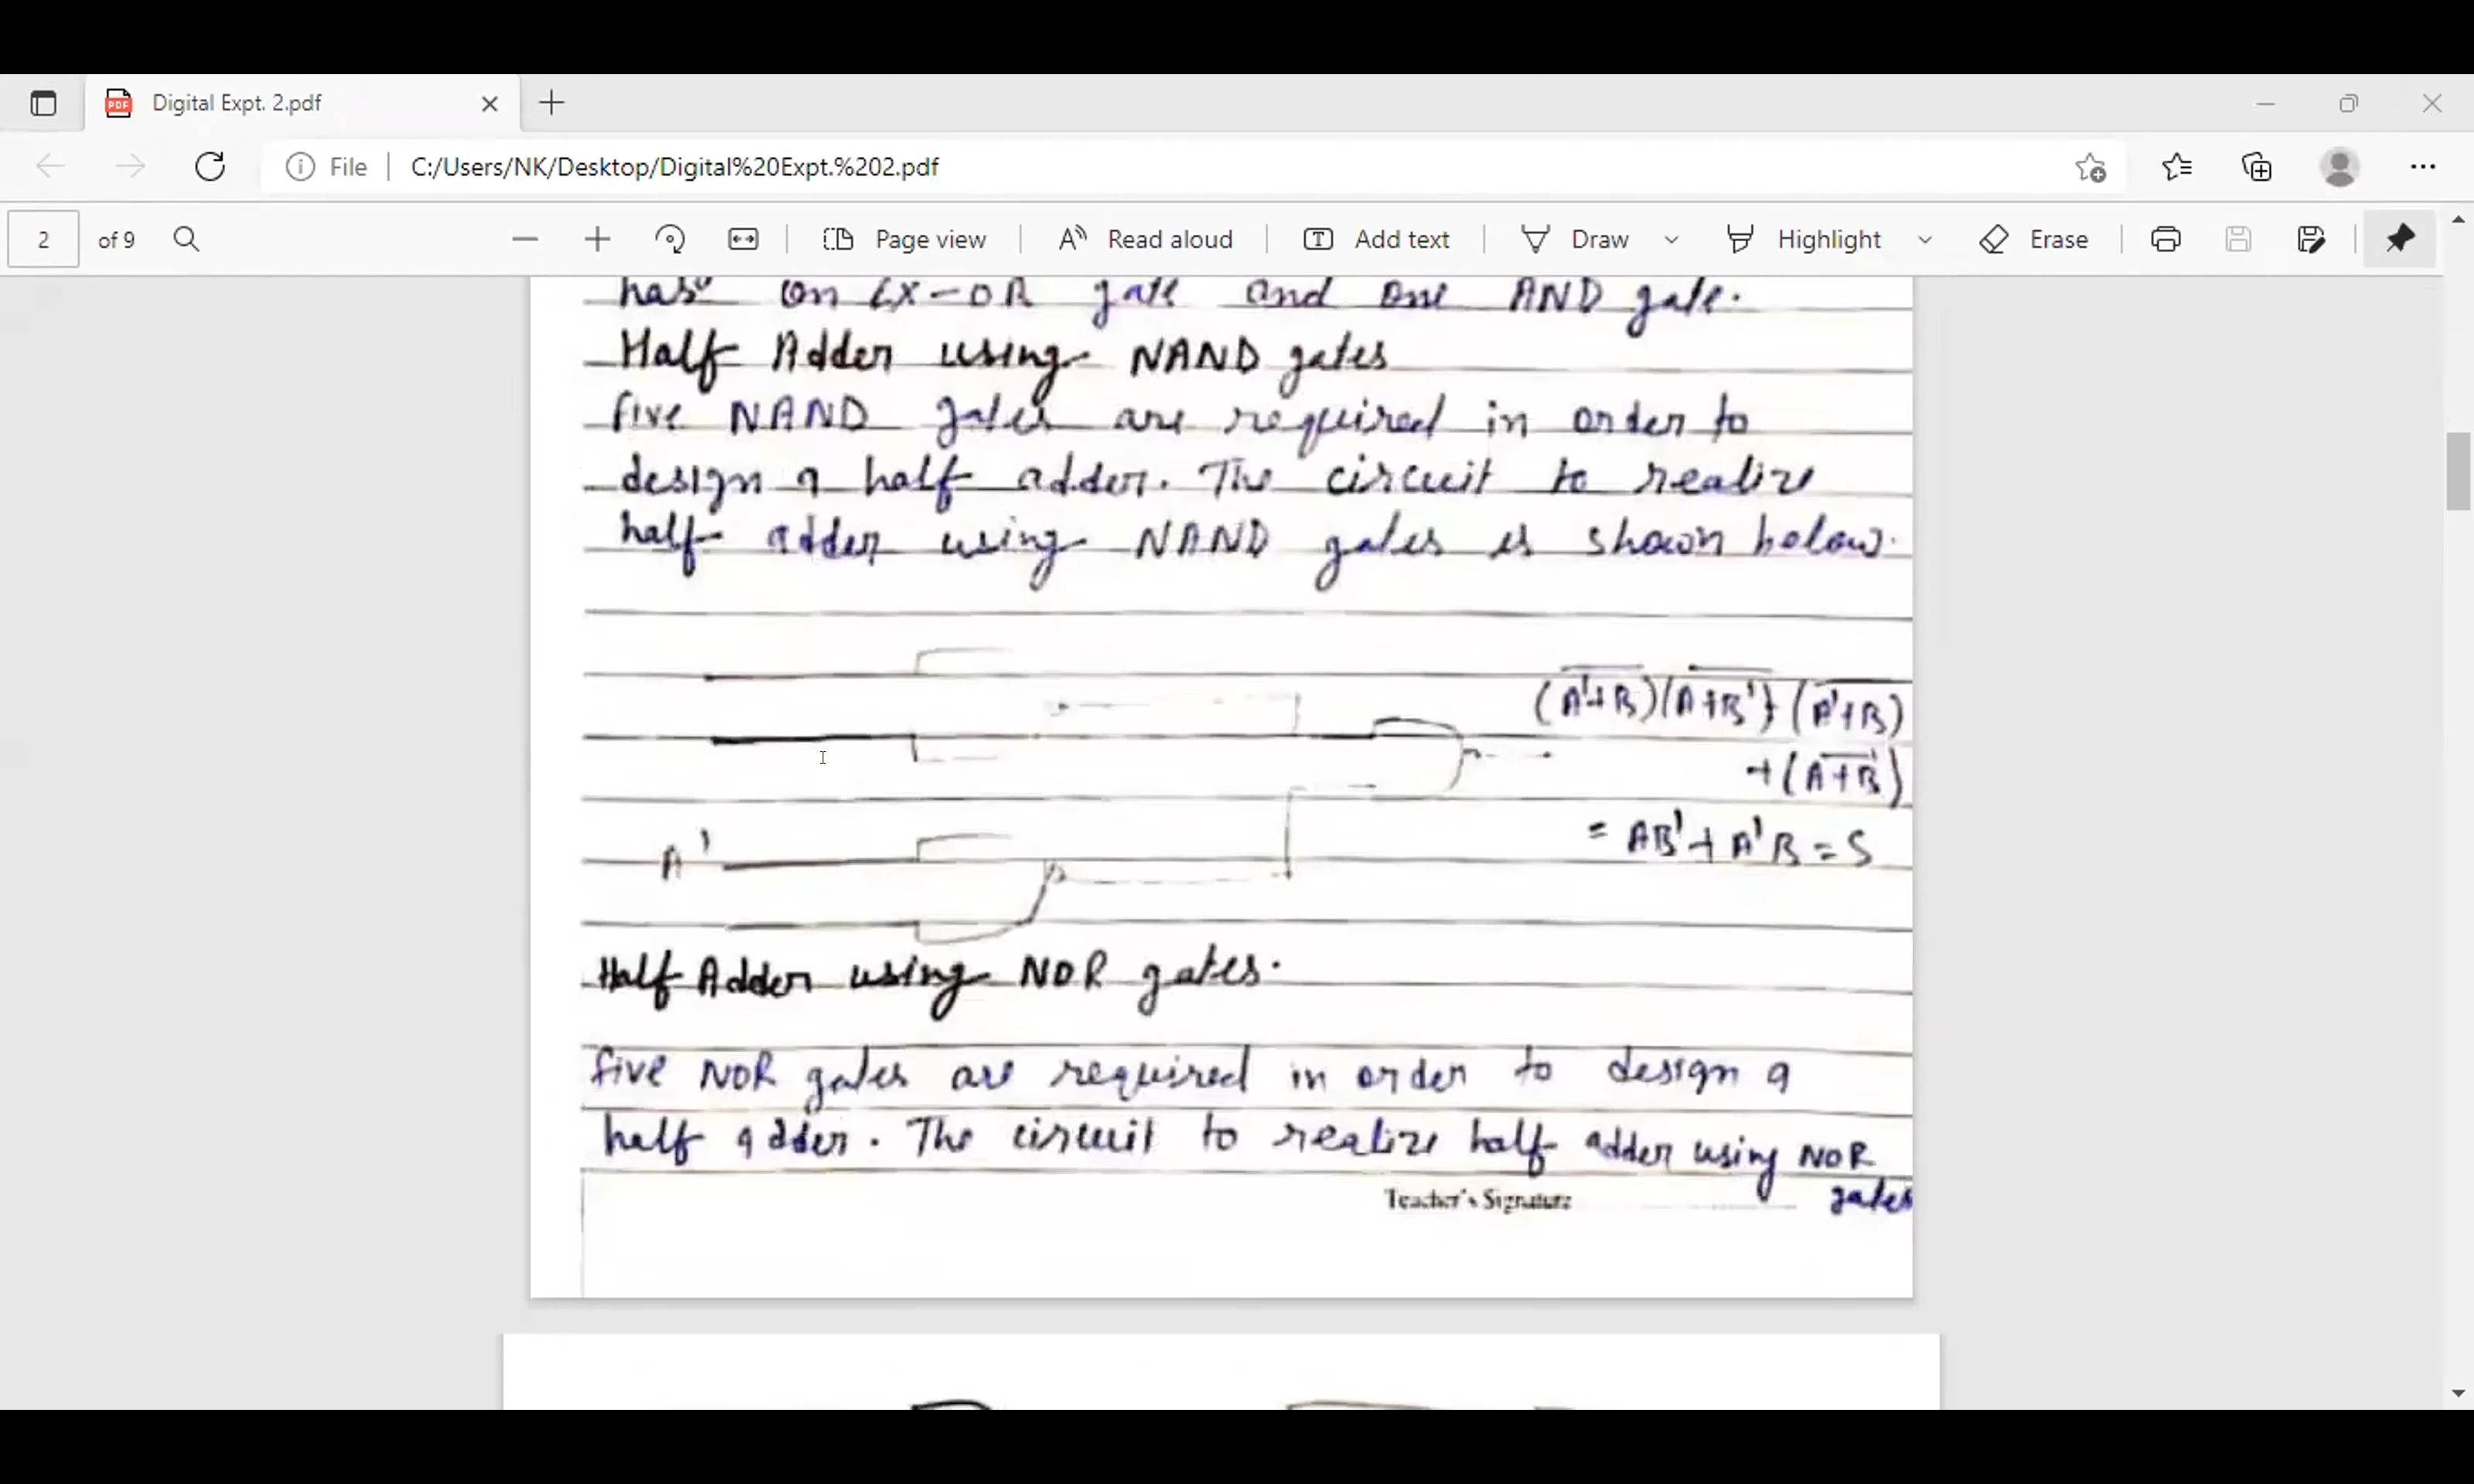 Digital Expt. 2.pdf
File C:/Users/NK/Desktop/Digital%20Expt.%202.pdf
2 of 9 Page view Read aloud Add text Draw Highlight Erase
has on EX-OR gate and one AND gate.
Half Adder using NAND gates
five NAND gates are required in order to
design a half adder. The circuit to realize
half adder using NAND gates is shown below.
= AB' + A'B = S
A'
Half Adder using NOR gates.
five NOR gates are required in order to design a
half adder. The circuit to realize half adder using NOR
gates
Teacher's Signature